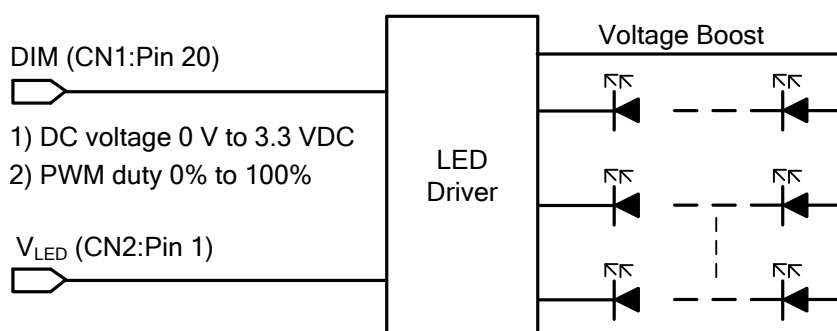 DIM (CN1:Pin 20)
1) DC voltage 0 V to 3.3 VDC
2) PWM duty 0% to 100%
VLED (CN2:Pin 1)
LED
Driver
Voltage Boost